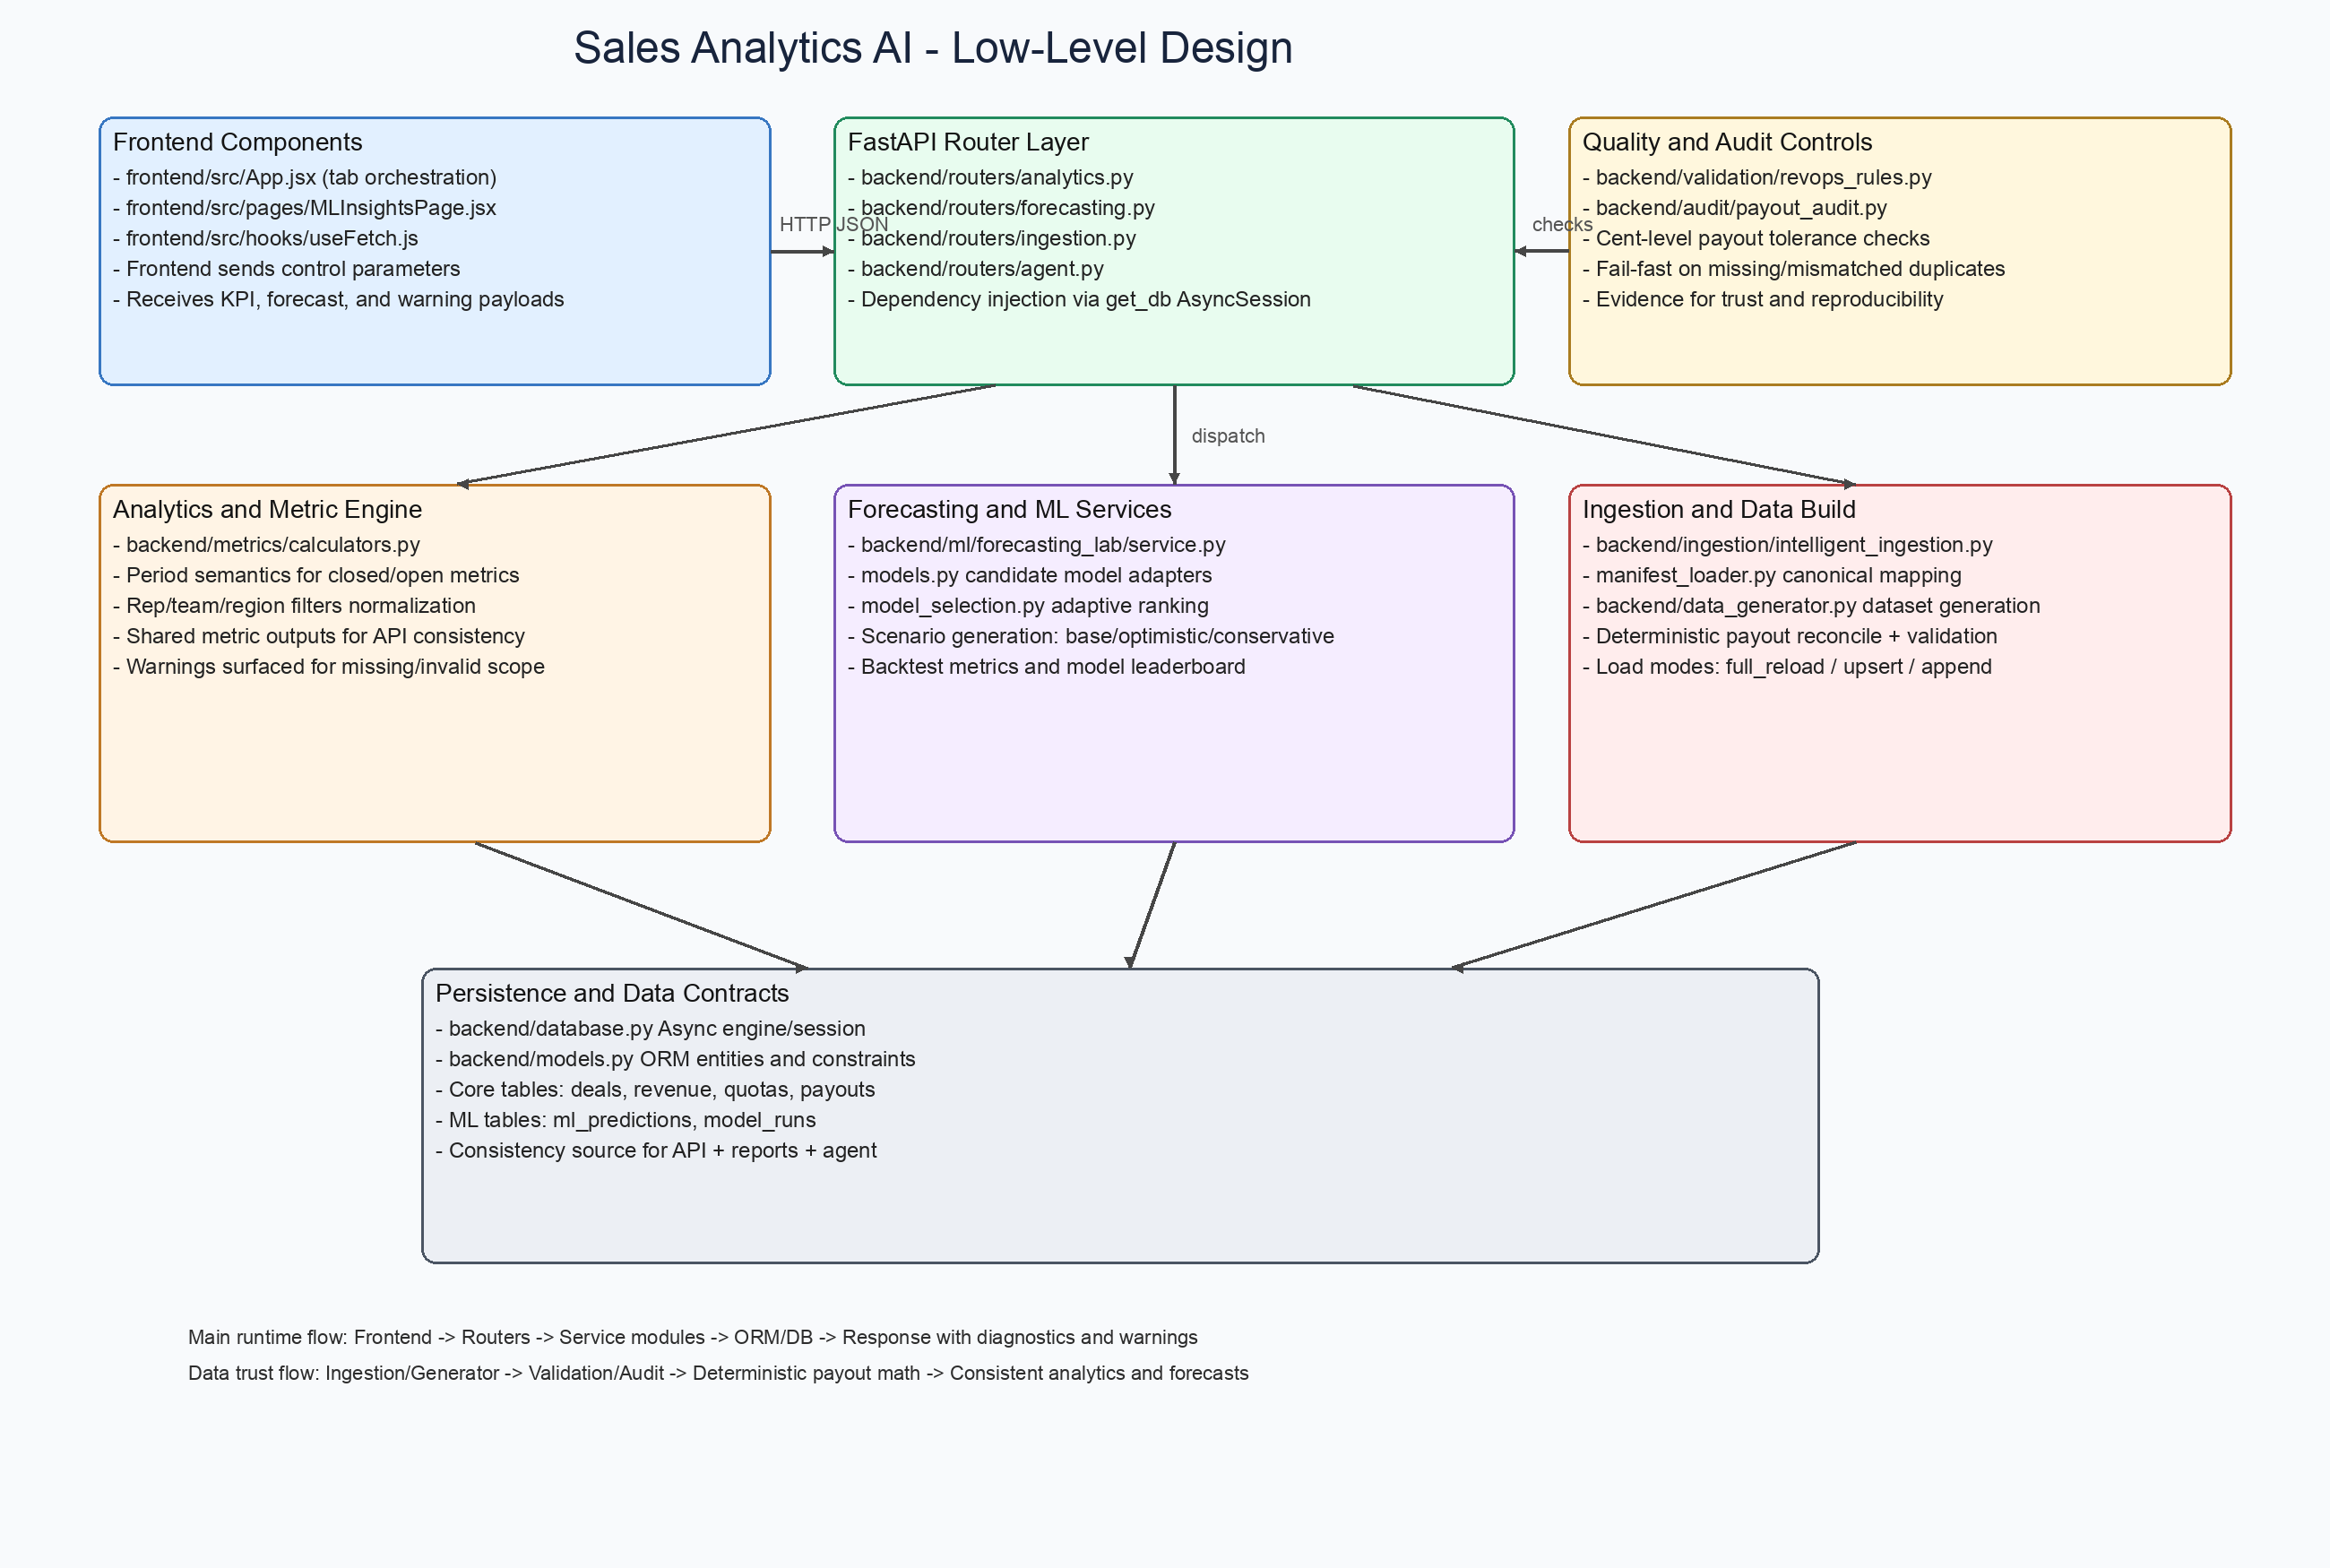 Sales Analytics AI - Low-Level Design
Frontend Components
- frontend/src/App.jsx (tab orchestration)
- frontend/src/pages/MLInsightsPage.jsx
- frontend/src/hooks/useFetch.js
- Frontend sends control parameters
- Receives KPI, forecast, and warning payloads
HTTP JSON
FastAPI Router Layer
- backend/routers/analytics.py
- backend/routers/forecasting.py
- backend/routers/ingestion.py
- backend/routers/agent.py
- Dependency injection via get_db AsyncSession
checks
Quality and Audit Controls
- backend/validation/revops_rules.py
- backend/audit/payout_audit.py
- Cent-level payout tolerance checks
- Fail-fast on missing/mismatched duplicates
- Evidence for trust and reproducibility
dispatch
Analytics and Metric Engine
- backend/metrics/calculators.py
- Period semantics for closed/open metrics
- Rep/team/region filters normalization
- Shared metric outputs for API consistency
- Warnings surfaced for missing/invalid scope
Forecasting and ML Services
- backend/ml/forecasting_lab/service.py
- models.py candidate model adapters
- model_selection.py adaptive ranking
- Scenario generation: base/optimistic/conservative
- Backtest metrics and model leaderboard
Ingestion and Data Build
- backend/ingestion/intelligent_ingestion.py
- manifest_loader.py canonical mapping
- backend/data_generator.py dataset generation
- Deterministic payout reconcile + validation
- Load modes: full_reload / upsert / append
Persistence and Data Contracts
- backend/database.py Async engine/session
- backend/models.py ORM entities and constraints
- Core tables: deals, revenue, quotas, payouts
- ML tables: ml_predictions, model_runs
- Consistency source for API + reports + agent
Main runtime flow: Frontend -> Routers -> Service modules -> ORM/DB -> Response with diagnostics and warnings
Data trust flow: Ingestion/Generator -> Validation/Audit -> Deterministic payout math -> Consistent analytics and forecasts